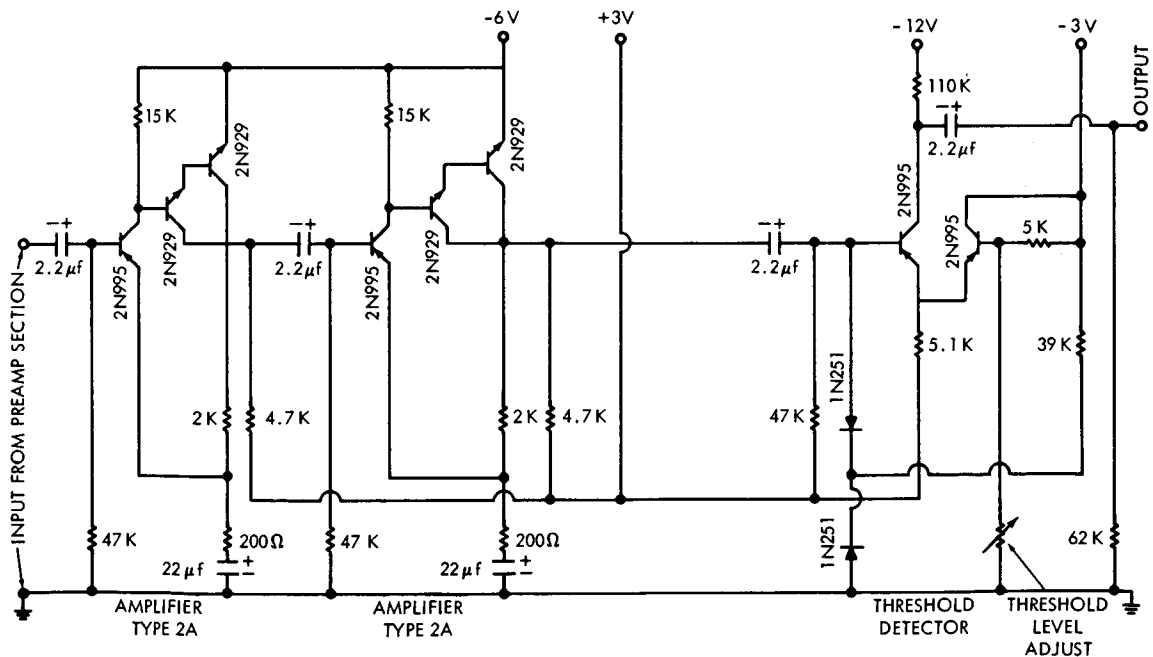 -6V
+3V
-12V
-3V
OUTPUT
15K
2N929
15K
2N929
110K
-+
2.2µf
2N995
2N995
5K
-+
2.2µf
2N995
2N929
-+
2.2µf
2N995
2N929
-+
2.2µf
INPUT FROM PREAMP SECTION
5.1K
39K
1N251
2K
4.7K
2K
4.7K
47K
47K
200Ω
47K
200Ω
1N251
62K
22µf
+
-
22µf
+
-
AMPLIFIER
TYPE 2A
AMPLIFIER
TYPE 2A
THRESHOLD
DETECTOR
THRESHOLD
LEVEL
ADJUST